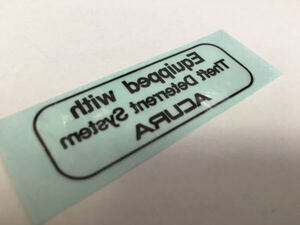 Equipped with
Theft Deterrent System
ACURA